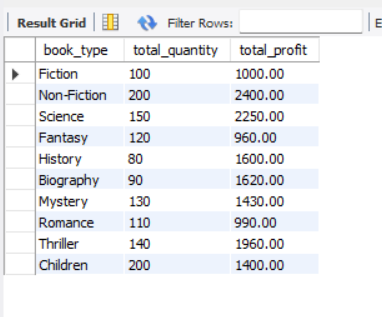 Result Grid Filter Rows: E
book_type total_quantity total_profit
Fiction 100 1000.00
Non-Fiction 200 2400.00
Science 150 2250.00
Fantasy 120 960.00
History 80 1600.00
Biography 90 1620.00
Mystery 130 1430.00
Romance 110 990.00
Thriller 140 1960.00
Children 200 1400.00